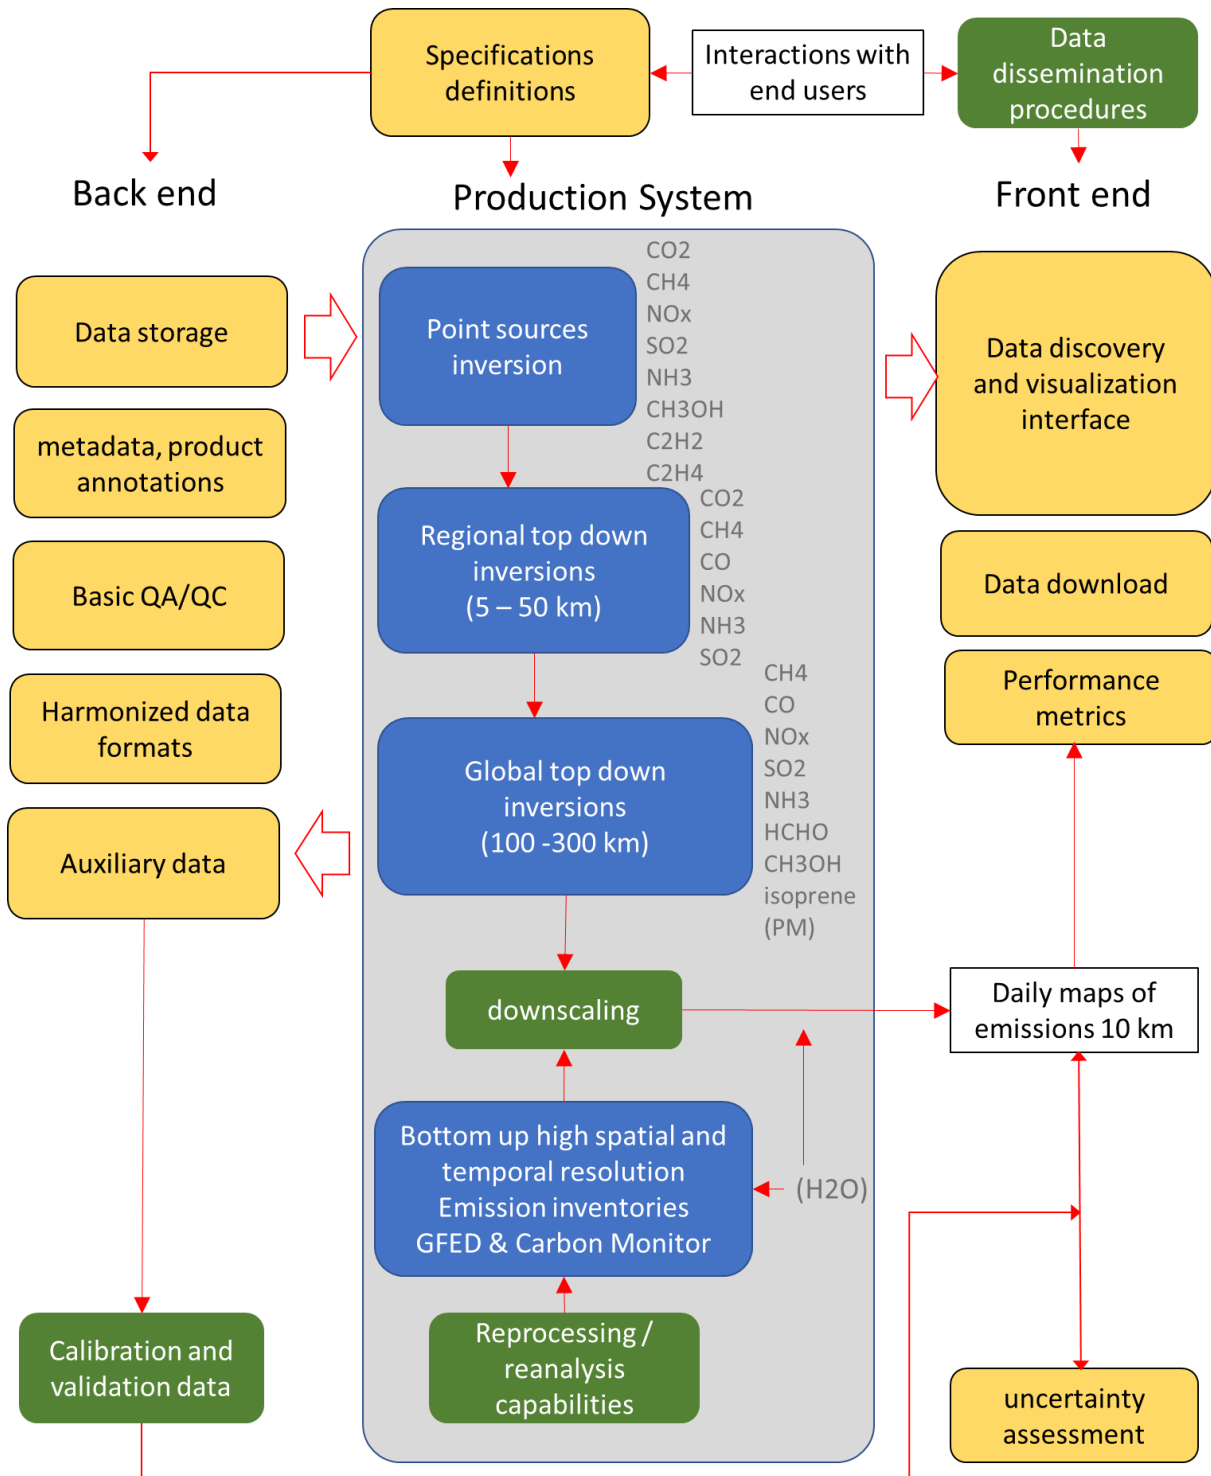 Specifications
definitions
Interactions with
end users
Data
dissemination
procedures
Back end
Production System
Front end
Data storage
metadata, product
annotations
Basic QA/QC
Harmonized data
formats
Auxiliary data
Calibration and
validation data
Point sources
inversion
CO2
CH4
NOx
SO2
NH3
CH3OH
C2H2
C2H4
Regional top down
inversions
(5 – 50 km)
CO2
CH4
CO
NOx
NH3
SO2
Global top down
inversions
(100 -300 km)
CH4
CO
NOx
SO2
NH3
HCHO
CH3OH
isoprene
(PM)
downscaling
Bottom up high spatial and
temporal resolution
Emission inventories
GFED & Carbon Monitor
(H2O)
Reprocessing /
reanalysis
capabilities
Data discovery
and visualization
interface
Data download
Performance
metrics
Daily maps of
emissions 10 km
uncertainty
assessment